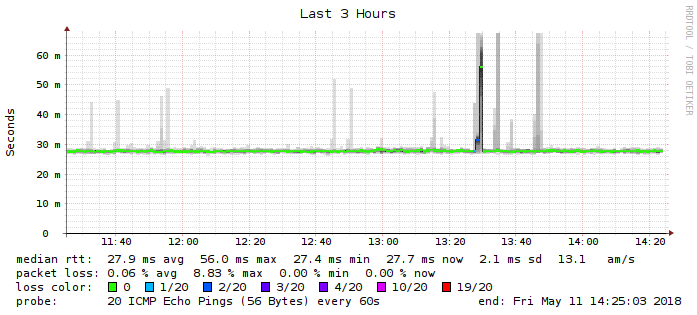 Last 3 Hours
RRDTOOL / TOBI OETIKER
Seconds
60 m
50 m
40 m
30 m
20 m
10 m
0
11:40 12:00 12:20 12:40 13:00 13:20 13:40 14:00 14:20
median rtt: 27.9 ms avg 56.0 ms max 27.4 ms min 27.7 ms now 2.1 ms sd 13.1 am/s
packet loss: 0.06 % avg 8.83 % max 0.00 % min 0.00 % now
loss color: 0 1/20 2/20 3/20 4/20 10/20 19/20
probe: 20 ICMP Echo Pings (56 Bytes) every 60s end: Fri May 11 14:25:03 2018